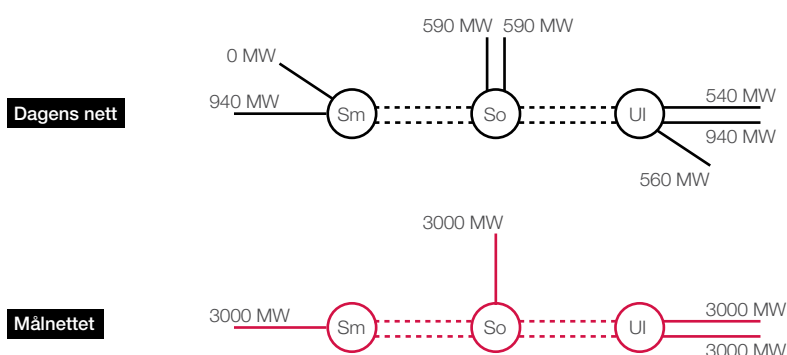 590 MW 590 MW
0 MW
940 MW
540 MW
Dagens nett
Sm
So
Ul
940 MW
560 MW
3000 MW
3000 MW
3000 MW
Målnettet
Sm
So
Ul
3000 MW